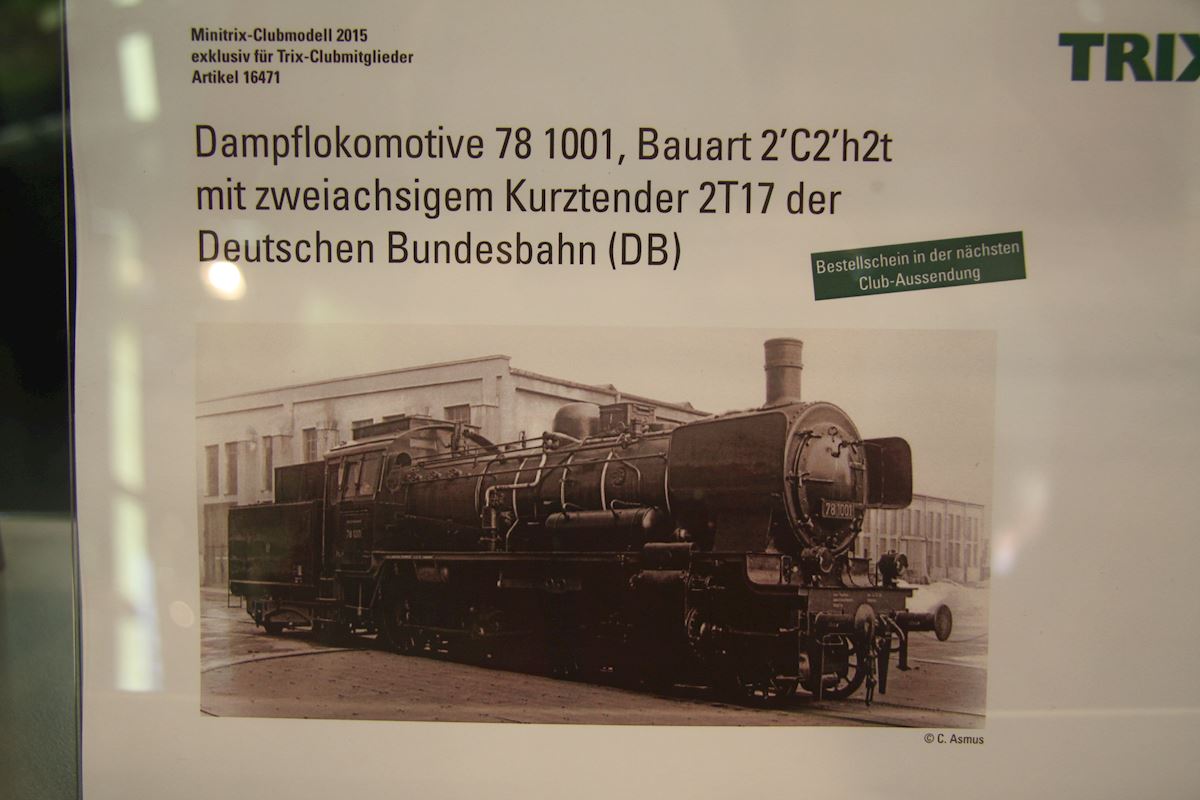 Minitrix-Clubmodell 2015
exklusiv für Trix-Clubmitglieder
Artikel 16471
TRIX
Dampflokomotive 78 1001, Bauart 2’C2’h2t
mit zweiachsigem Kurztender 2T17 der
Deutschen Bundesbahn (DB)
Bestellschein in der nächsten
Club-Aussendung
78 1001
78 1001
© C. Asmus